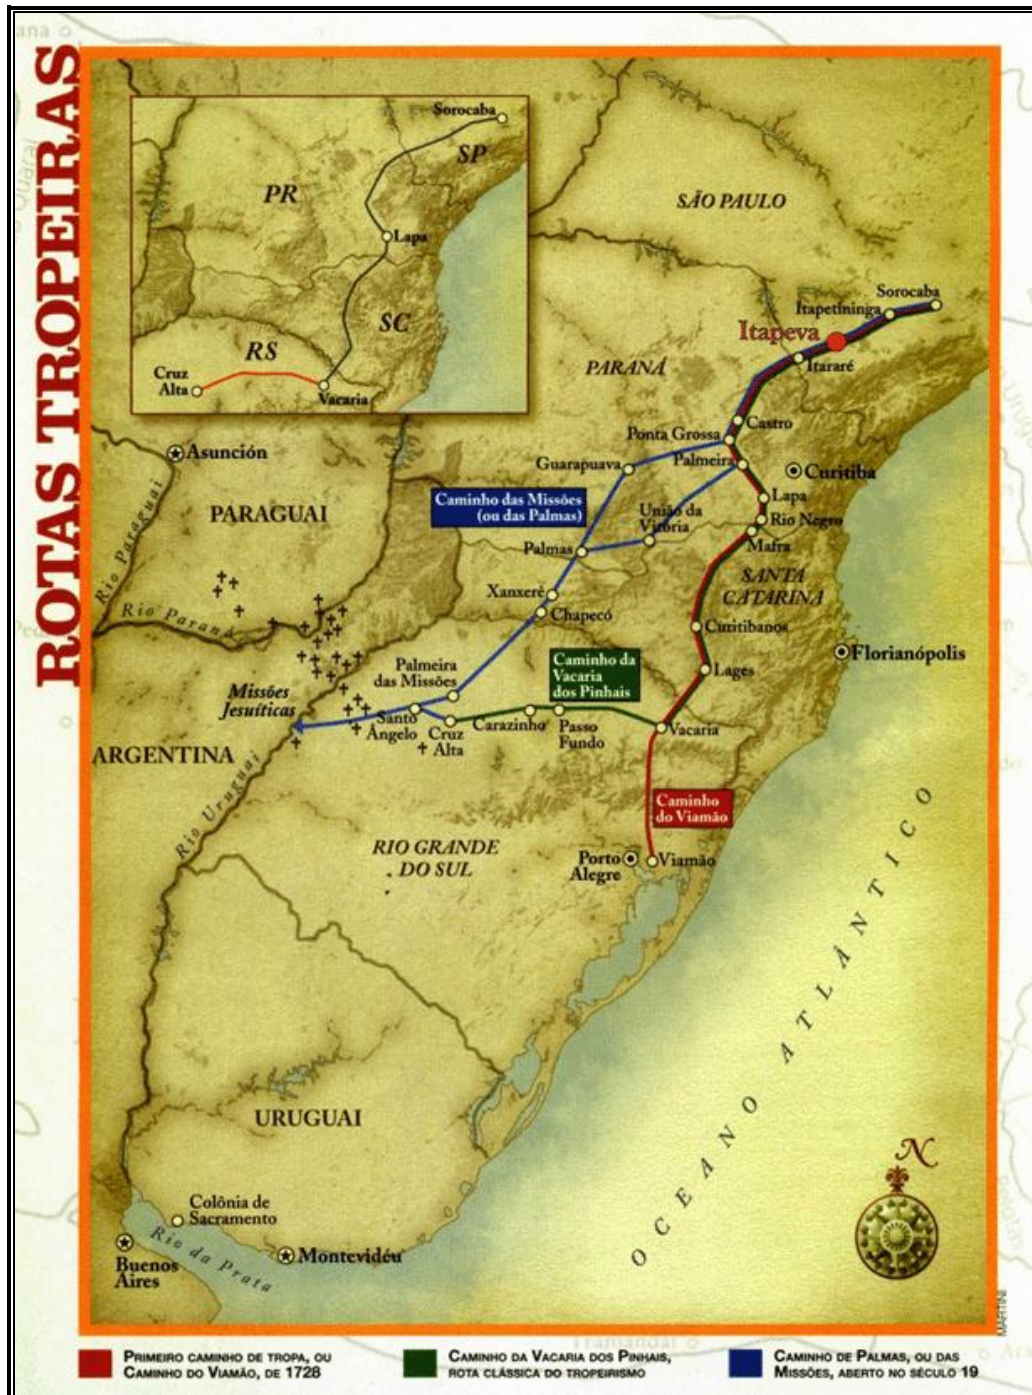 ROTAS TROPEIRAS
Sorocaba
SP
PR
Lapa
SC
RS
Cruz
Alta
Vacaria
SÃO PAULO
Sorocaba
Itapetininga
Itapeva
Itararé
PARANÁ
Castro
Ponta Grossa
Palmeira
Curitiba
Guarapuava
Asunción
Caminho das Missões
(ou das Palmas)
Lapa
União da
Vitória
Rio Negro
Mafra
PARAGUAI
Rio Paraguai
Palmas
SANTA
CATARINA
Xanxerê
Chapecó
Rio Paraná
Curitibanos
Florianópolis
Caminho da
Vacaria
dos Pinhais
Lages
Palmeira
das Missões
Missões
Jesuíticas
Santo
Ângelo
Cruz
Alta
Carazinho
Passo
Fundo
Vacaria
ARGENTINA
Rio Uruguai
Caminho
do Viamão
RIO GRANDE
DO SUL
Porto
Alegre
Viamão
OCEANO ATLÂNTICO
URUGUAI
N
Colônia de
Sacramento
Rio da Prata
Montevidéu
Buenos
Aires
MARTINI
PRIMEIRO CAMINHO DE TROPA, OU
CAMINHO DO VIAMÃO, DE 1728
CAMINHO DA VACARIA DOS PINHAIS,
ROTA CLÁSSICA DO TROPEIRISMO
CAMINHO DE PALMAS, OU DAS
MISSÕES, ABERTO NO SÉCULO 19